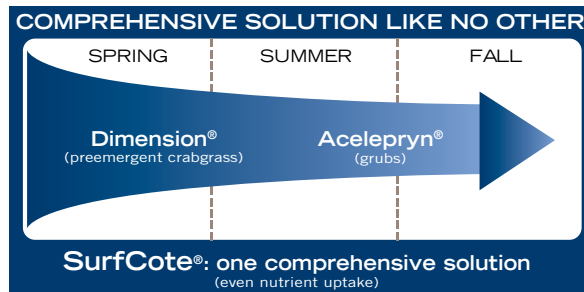 COMPREHENSIVE SOLUTION LIKE NO OTHER
SPRING SUMMER FALL
Dimension® Acelepryn®
(preemergent crabgrass) (grubs)
SurfCote®: one comprehensive solution
(even nutrient uptake)